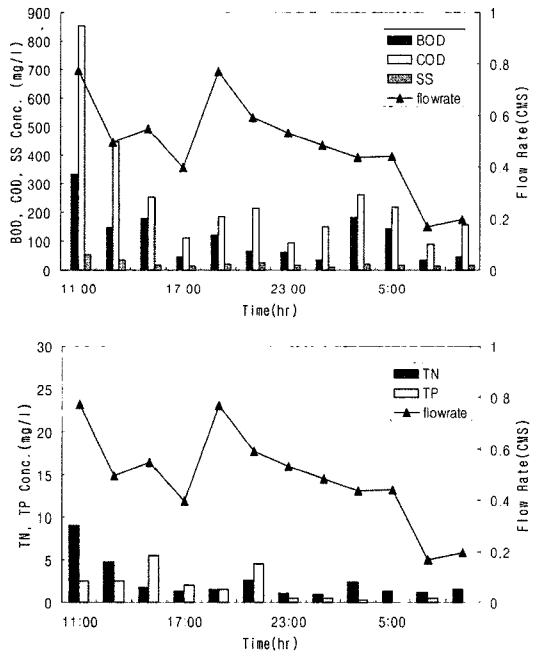 BOD, COD, SS Conc. (mg/l)
900
800
700
600
500
400
300
200
100
0
BOD
COD
SS
flowrate
1
0.8
0.6
0.4
0.2
0
Flow Rate(CMS)
11:00
17:00
23:00
5:00
Time(hr)
TN, TP Conc.(mg/l)
30
25
20
15
10
5
0
TN
TP
flowrate
1
0.8
0.6
0.4
0.2
0
Flow Rate(CMS)
11:00
17:00
23:00
5:00
Time(hr)